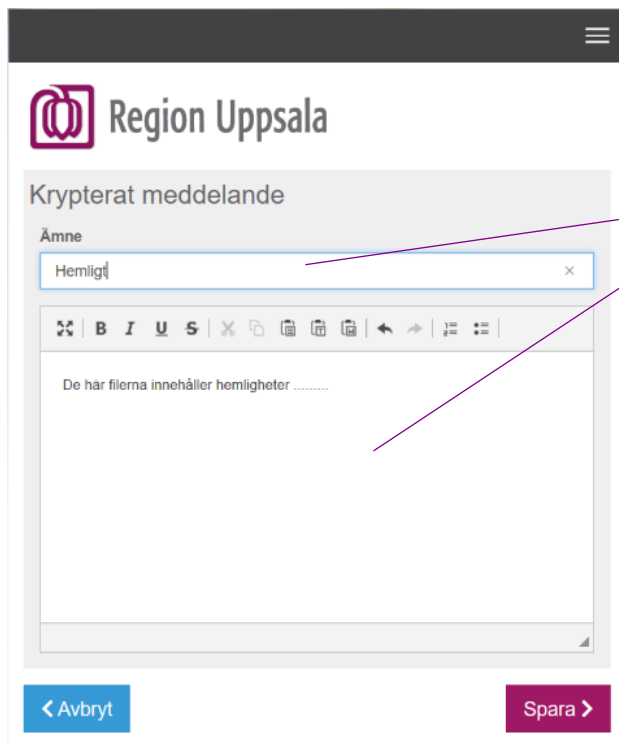 Region Uppsala
Krypterat meddelande
Ämne
Hemligt
B I U S
De här filerna innehåller hemligheter .........
Avbryt
Spara